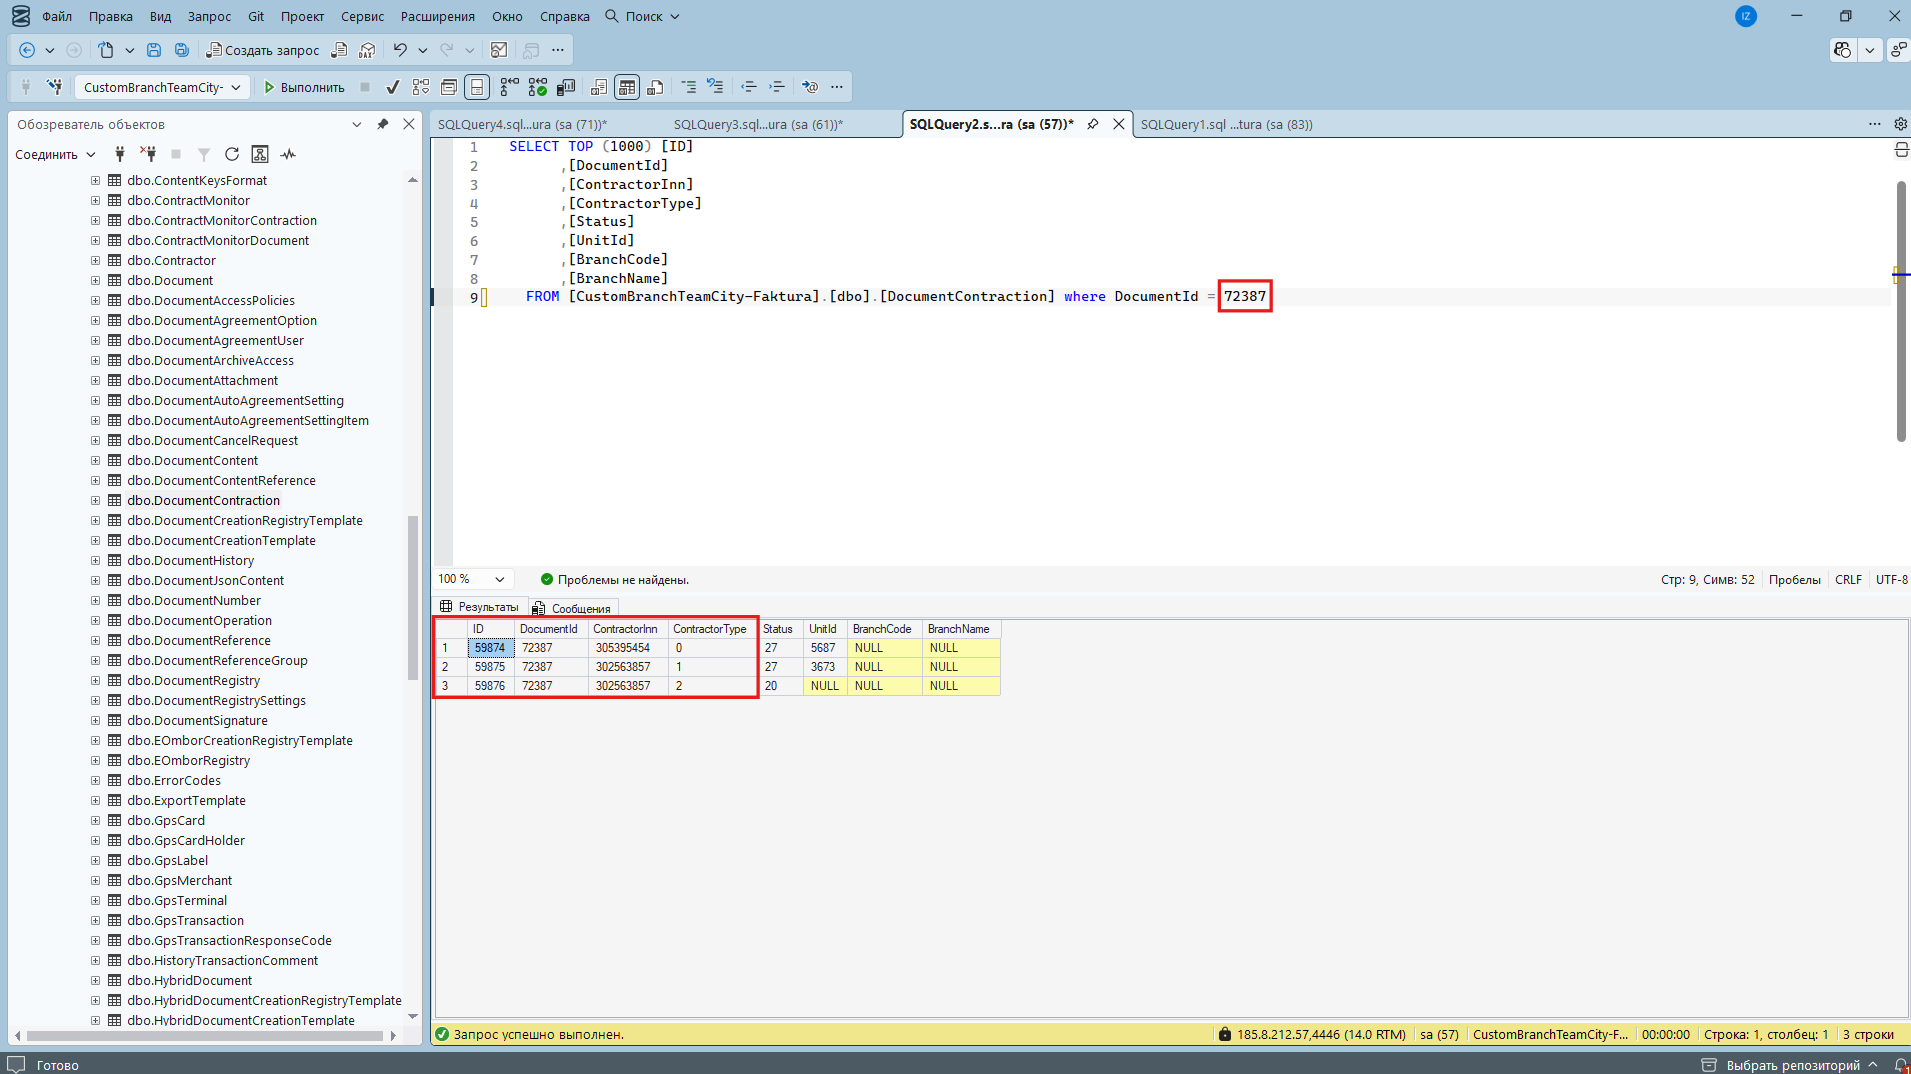 Файл Правка Вид Запрос Git Проект Сервис Расширения Окно Справка Поиск IZ
Создать запрос DAX
CustomBranchTeamCity- Выполнить
Обозреватель объектов
Соединить
dbo.ContentKeysFormat
dbo.ContractMonitor
dbo.ContractMonitorContraction
dbo.ContractMonitorDocument
dbo.Contractor
dbo.Document
dbo.DocumentAccessPolicies
dbo.DocumentAgreementOption
dbo.DocumentAgreementUser
dbo.DocumentArchiveAccess
dbo.DocumentAttachment
dbo.DocumentAutoAgreementSetting
dbo.DocumentAutoAgreementSettingItem
dbo.DocumentCancelRequest
dbo.DocumentContent
dbo.DocumentContentReference
dbo.DocumentContraction
dbo.DocumentCreationRegistryTemplate
dbo.DocumentCreationTemplate
dbo.DocumentHistory
dbo.DocumentJsonContent
dbo.DocumentNumber
dbo.DocumentOperation
dbo.DocumentReference
dbo.DocumentReferenceGroup
dbo.DocumentRegistry
dbo.DocumentRegistrySettings
dbo.DocumentSignature
dbo.EOmborCreationRegistryTemplate
dbo.EOmborRegistry
dbo.ErrorCodes
dbo.ExportTemplate
dbo.GpsCard
dbo.GpsCardHolder
dbo.GpsLabel
dbo.GpsMerchant
dbo.GpsTerminal
dbo.GpsTransaction
dbo.GpsTransactionResponseCode
dbo.HistoryTransactionComment
dbo.HybridDocument
dbo.HybridDocumentCreationRegistryTemplate
dbo.HybridDocumentCreationTemplate
SQLQuery4.sql...ura (sa (71))* SQLQuery3.sql...ura (sa (61))* SQLQuery2.s...ra (sa (57))* SQLQuery1.sql ...tura (sa (83))
1 SELECT TOP (1000) [ID]
2 ,[DocumentId]
3 ,[ContractorInn]
4 ,[ContractorType]
5 ,[Status]
6 ,[UnitId]
7 ,[BranchCode]
8 ,[BranchName]
9 FROM [CustomBranchTeamCity-Faktura].[dbo].[DocumentContraction] where DocumentId = 72387
100 % Проблемы не найдены. Стр: 9, Симв: 52 Пробелы CRLF UTF-8
Результаты Сообщения
ID DocumentId ContractorInn ContractorType Status UnitId BranchCode BranchName
1 59874 72387 305395454 0 27 5687 NULL NULL
2 59875 72387 302563857 1 27 3673 NULL NULL
3 59876 72387 302563857 2 20 NULL NULL NULL
Запрос успешно выполнен. 185.8.212.57,4446 (14.0 RTM) sa (57) CustomBranchTeamCity-F... 00:00:00 Строка: 1, столбец: 1 3 строки
Готово Выбрать репозиторий 1